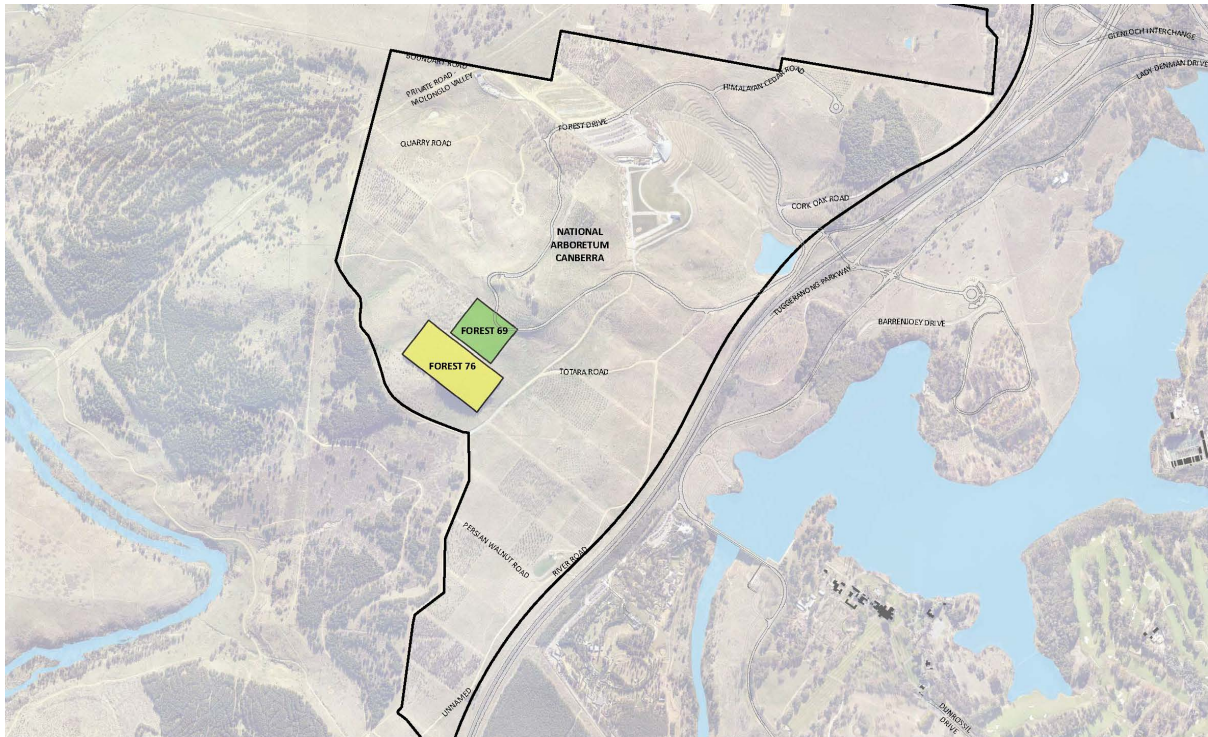 GLENLOCH INTERCHANGE
LADY DENMAN DRIVE
BOUNDARY ROAD
PRIVATE ROAD-
MOLONGLO VALLEY
HIMALAYAN CEDAR ROAD
FOREST DRIVE
QUARRY ROAD
CORK OAK ROAD
NATIONAL
ARBORETUM
CANBERRA
TUGGERANONG PARKWAY
BARRENJOEY DRIVE
FOREST 69
FOREST 76
TOTARA ROAD
PERSIAN WALNUT ROAD
RIVER ROAD
UNNAMED
DUNROSSIL
DRIVE